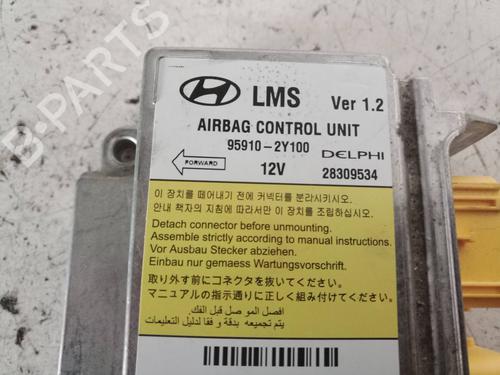 LMS Ver 1.2
AIRBAG CONTROL UNIT
95910-2Y100 DELPHI
FORWARD 12V 28309534
이 장치를 떼어내기 전에 커넥터를 분리시키시오.
안내 책자의 지침에 따라서만 이 장치를 조립하십시오.
Detach connector before unmounting.
Assemble strictly according to manual instructions.
Vor Ausbau Stecker abziehen.
Einbau nur gemaess Wartungsvorschrift.
取り外す前にコネクタを抜いてください。
マニュアルの指示通りに正しく組み付けてください。
افصل الموصل قبل الفك.
يتم تجميعه بدقة وفقا لدليل التعليمات
B-PARTS